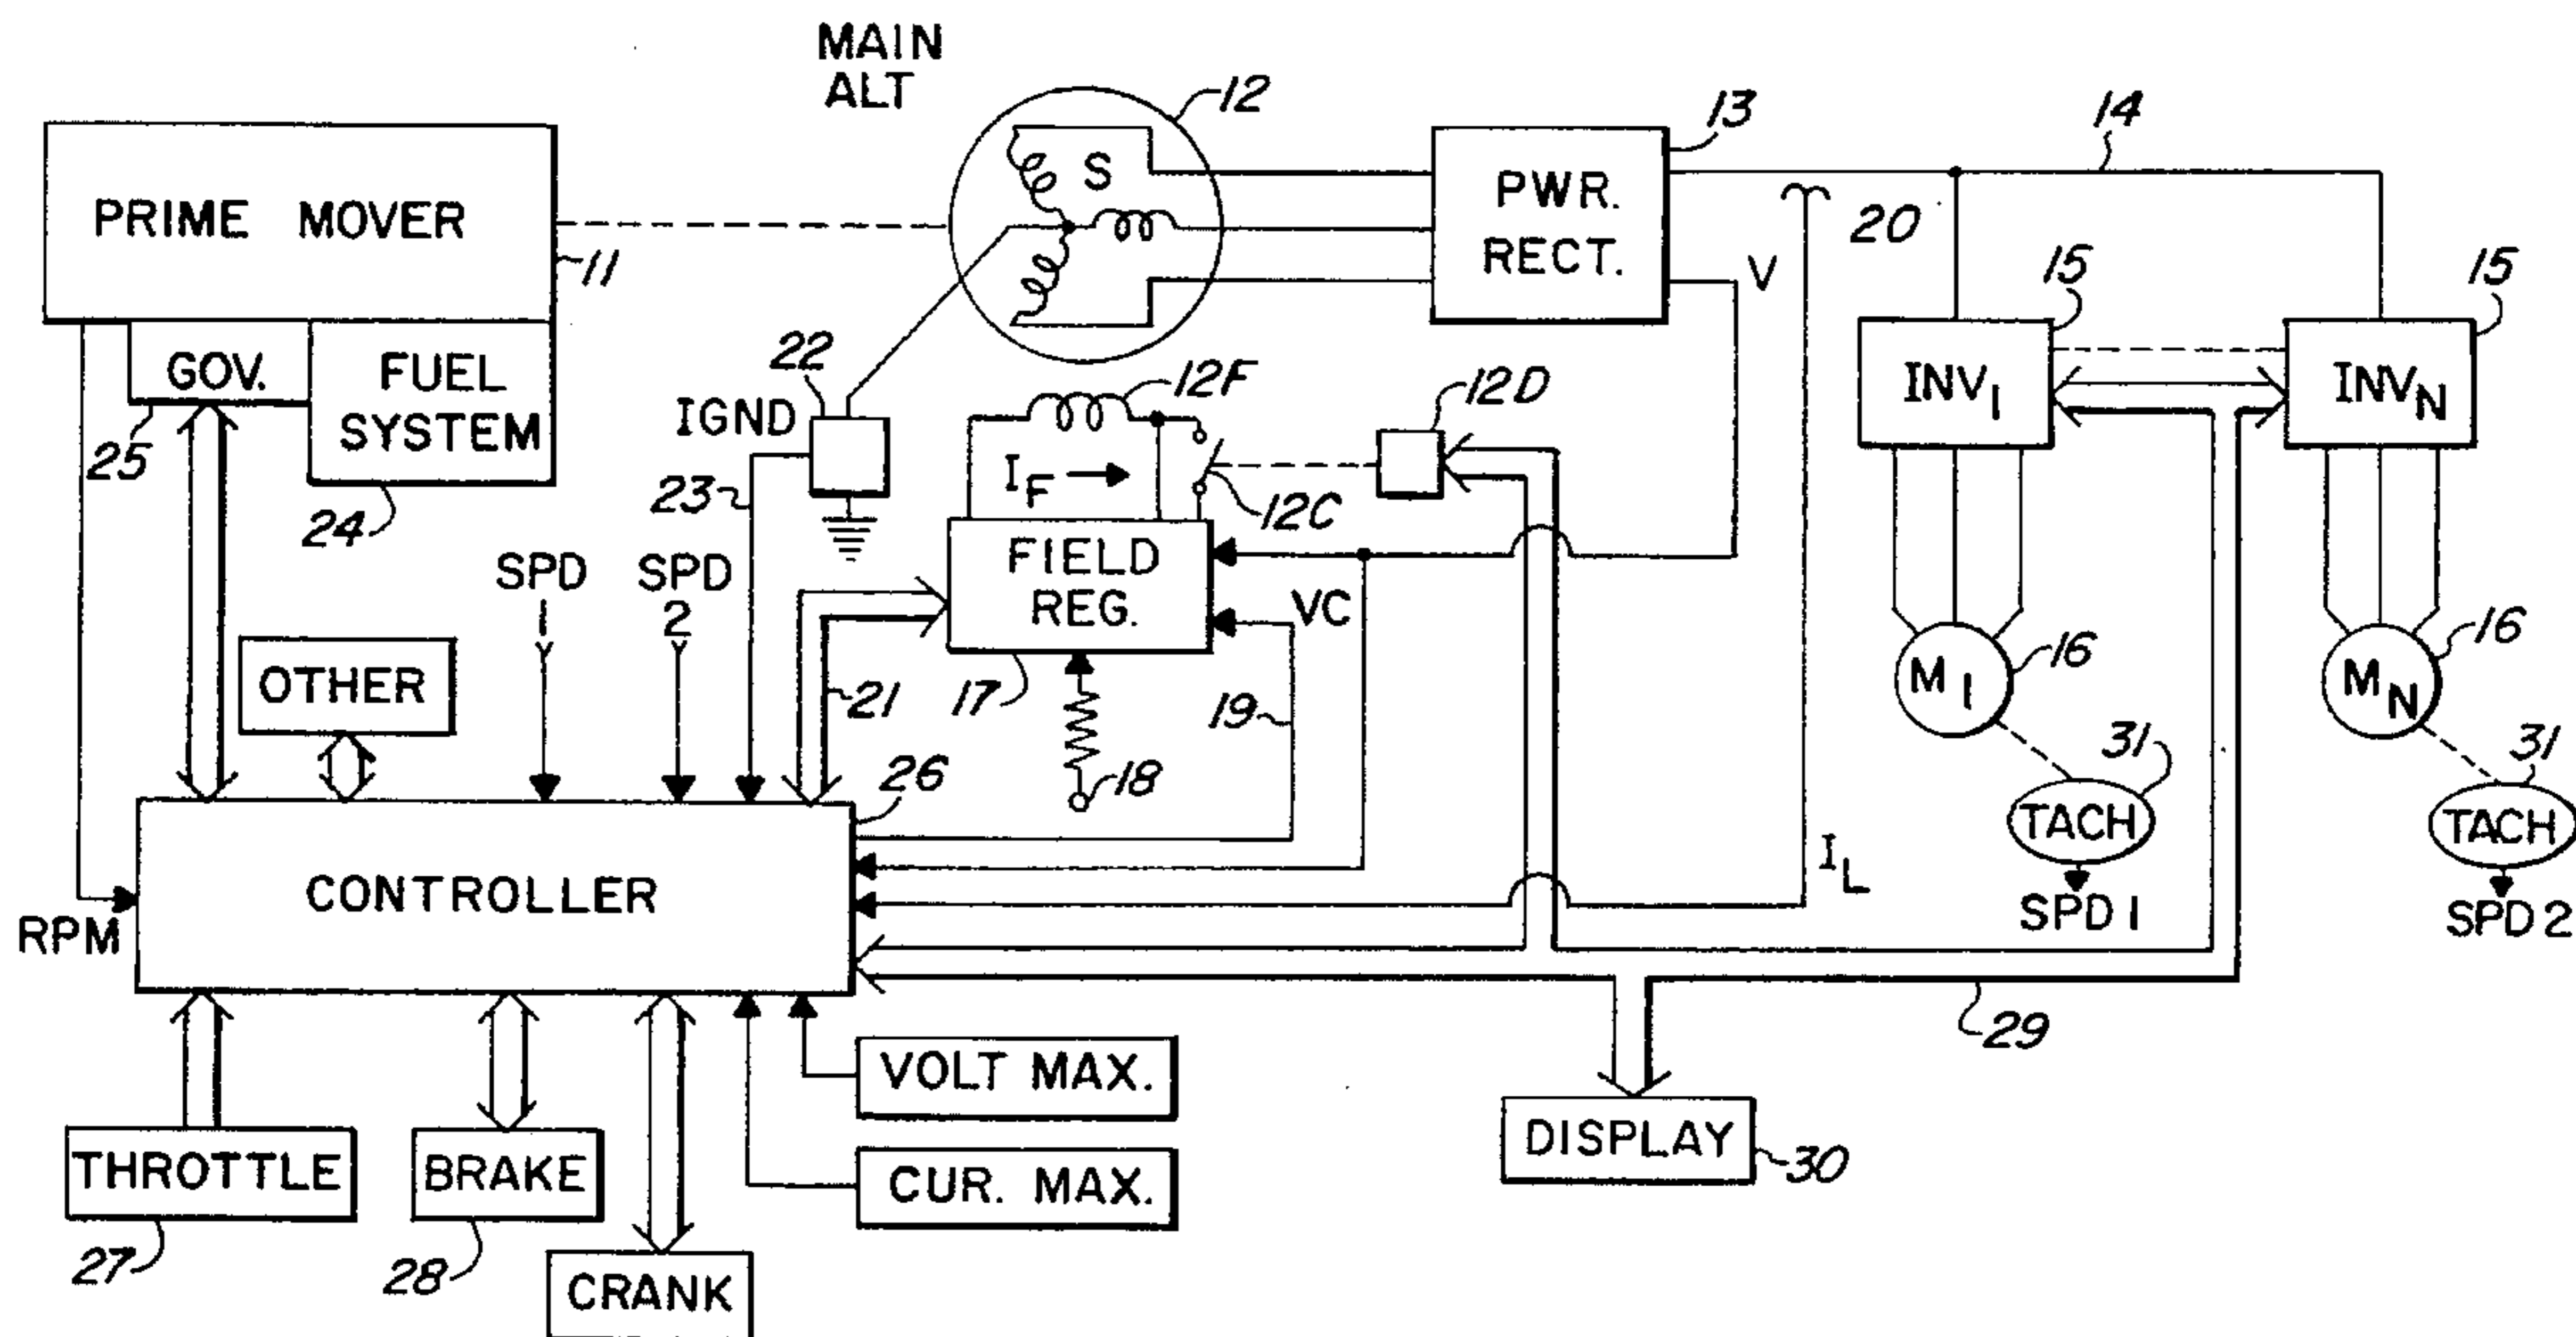 MAIN
ALT
12
13
14
PRIME MOVER
S
PWR.
RECT.
20
11
V
15
15
22
12F
12D
GOV.
FUEL
SYSTEM
IGND
INV1
INVN
25
IF
23
12C
24
SPD
1
SPD
2
FIELD
REG.
VC
16
16
OTHER
M1
MN
21
17
19
31
31
26
18
TACH
TACH
IL
CONTROLLER
SPD 1
SPD 2
RPM
29
VOLT MAX.
THROTTLE
BRAKE
CUR. MAX.
DISPLAY
30
27
28
CRANK